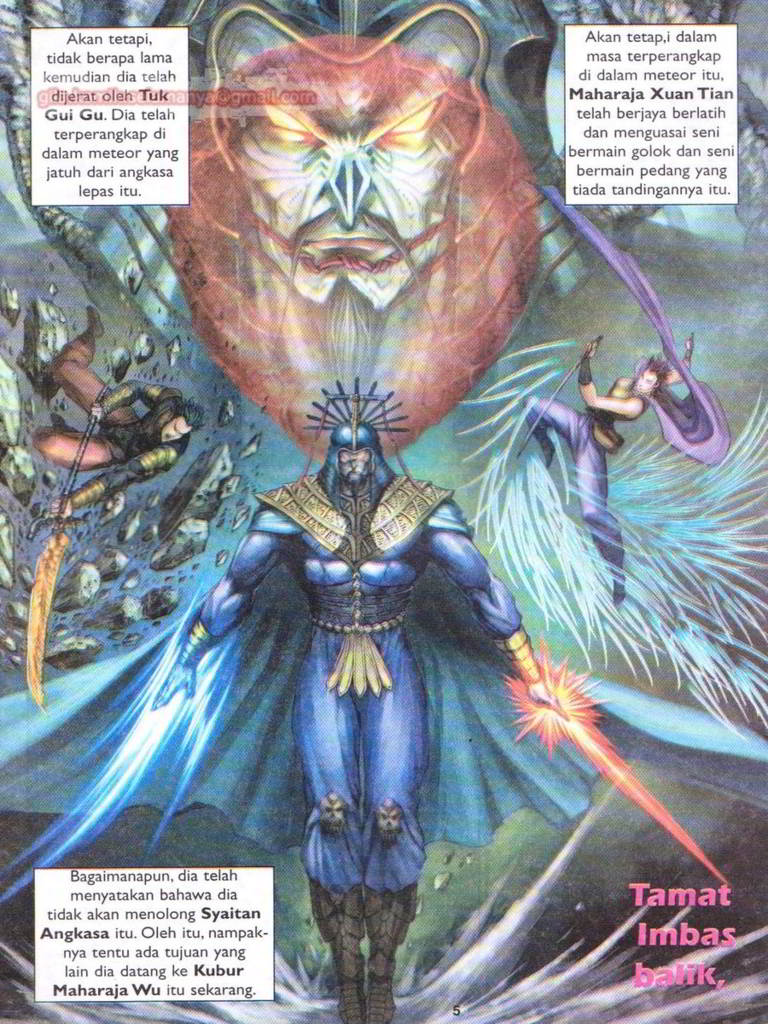 Akan tetapi,
tidak berapa lama
kemudian dia telah
dijerat oleh Tuk
Gui Gu. Dia telah
terperangkap di
dalam meteor yang
jatuh dari angkasa
lepas itu.
Akan tetap,i dalam
masa terperangkap
di dalam meteor itu,
Maharaja Xuan Tian
telah berjaya berlatih
dan menguasai seni
bermain golok dan seni
bermain pedang yang
tiada tandingannya itu.
Bagaimanapun, dia telah
menyatakan bahawa dia
tidak akan menolong Syaitan
Angkasa itu. Oleh itu, nampak-
nya tentu ada tujuan yang
lain dia datang ke Kubur
Maharaja Wu itu sekarang.
Tamat
Imbas
balik,
5